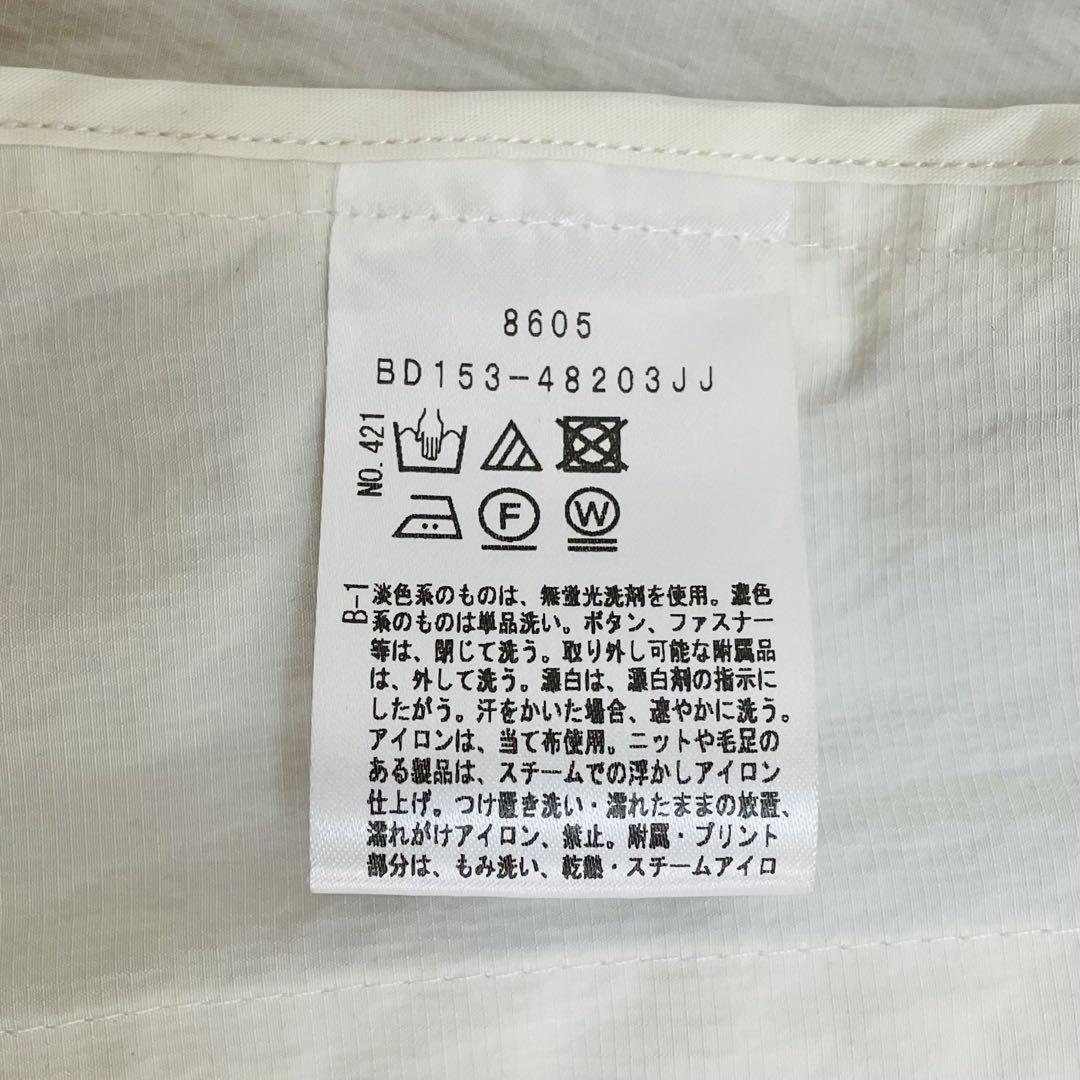 8605
BD153-48203JJ
NO. 421
F W
B-1
淡色系のものは、無蛍光洗剤を使用。濃色
系のものは単品洗い。ボタン、ファスナー
等は、閉じて洗う。取り外し可能な附属品
は、外して洗う。漂白は、漂白剤の指示に
したがう。汗をかいた場合、速やかに洗う。
アイロンは、当て布使用。ニットや毛足の
ある製品は、スチームでの浮かしアイロン
仕上げ。つけ置き洗い・濡れたままの放置、
濡れがけアイロン、禁止。附属・プリント
部分は、もみ洗い、乾熱・スチームアイロ